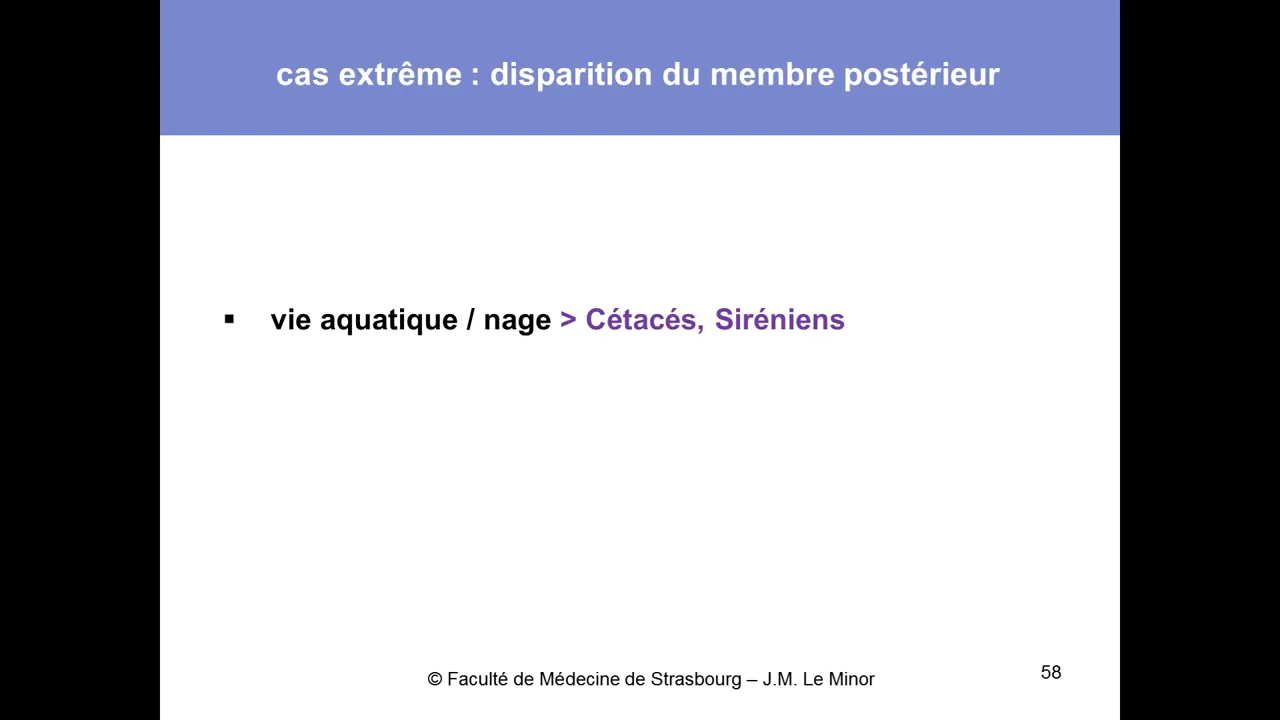 cas extrême : disparition du membre postérieur
▪ vie aquatique / nage > Cétacés, Siréniens
© Faculté de Médecine de Strasbourg – J.M. Le Minor
58